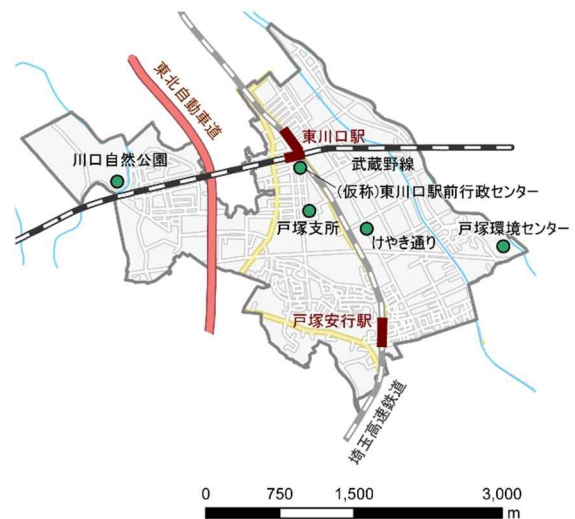 東北自動車道
東川口駅
川口自然公園
武蔵野線
(仮称)東川口駅前行政センター
戸塚支所
けやき通り
戸塚環境センター
戸塚安行駅
埼玉高速鉄道
0 750 1,500 3,000
m